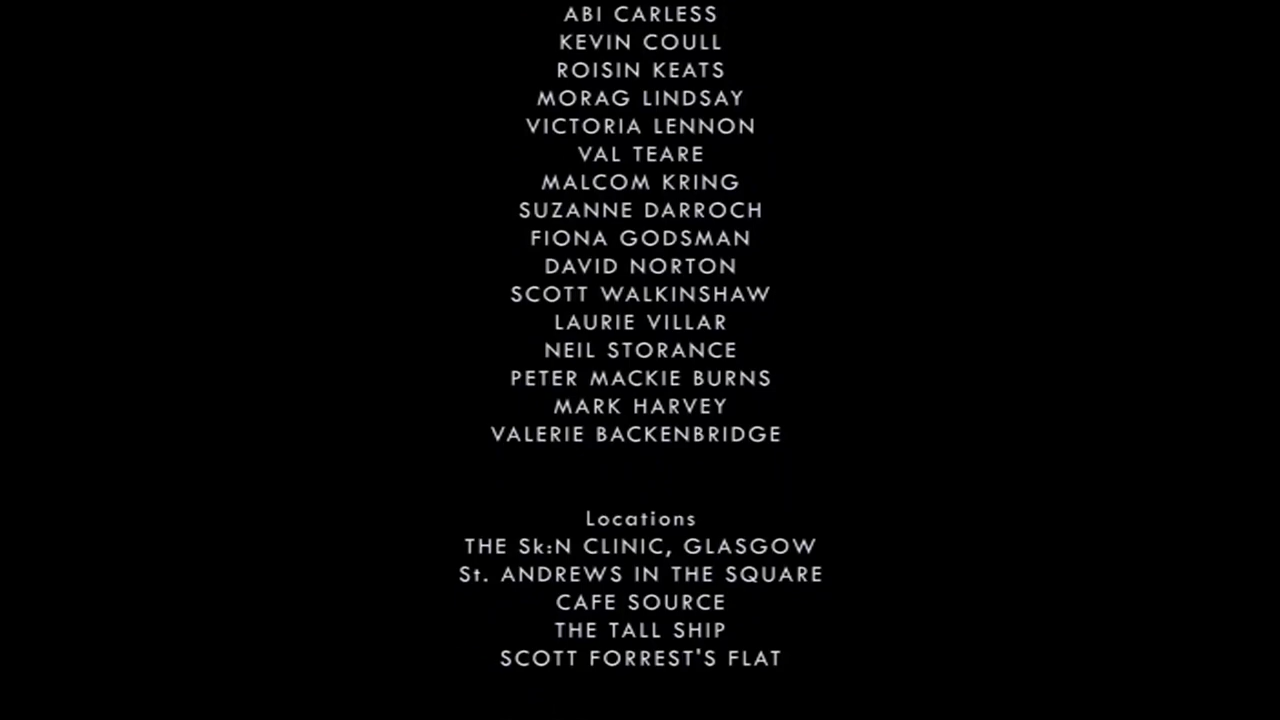 ABI CARLESS
KEVIN COULL
ROISIN KEATS
MORAG LINDSAY
VICTORIA LENNON
VAL TEARE
MALCOM KRING
SUZANNE DARROCH
FIONA GODSMAN
DAVID NORTON
SCOTT WALKINSHAW
LAURIE VILLAR
NEIL STORANCE
PETER MACKIE BURNS
MARK HARVEY
VALERIE BACKENBRIDGE
Locations
THE Sk:N CLINIC, GLASGOW
St. ANDREWS IN THE SQUARE
CAFE SOURCE
THE TALL SHIP
SCOTT FORREST'S FLAT